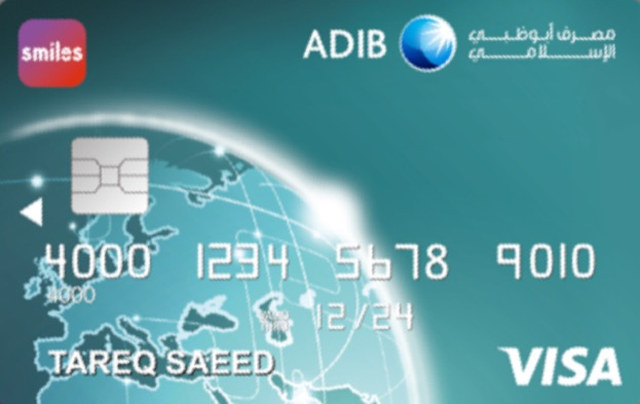 smiles
ADIB
مصرف أبوظبي
الإسلامي
4000 1234 5678 9010
4000
12/24
TAREQ SAEED
VISA